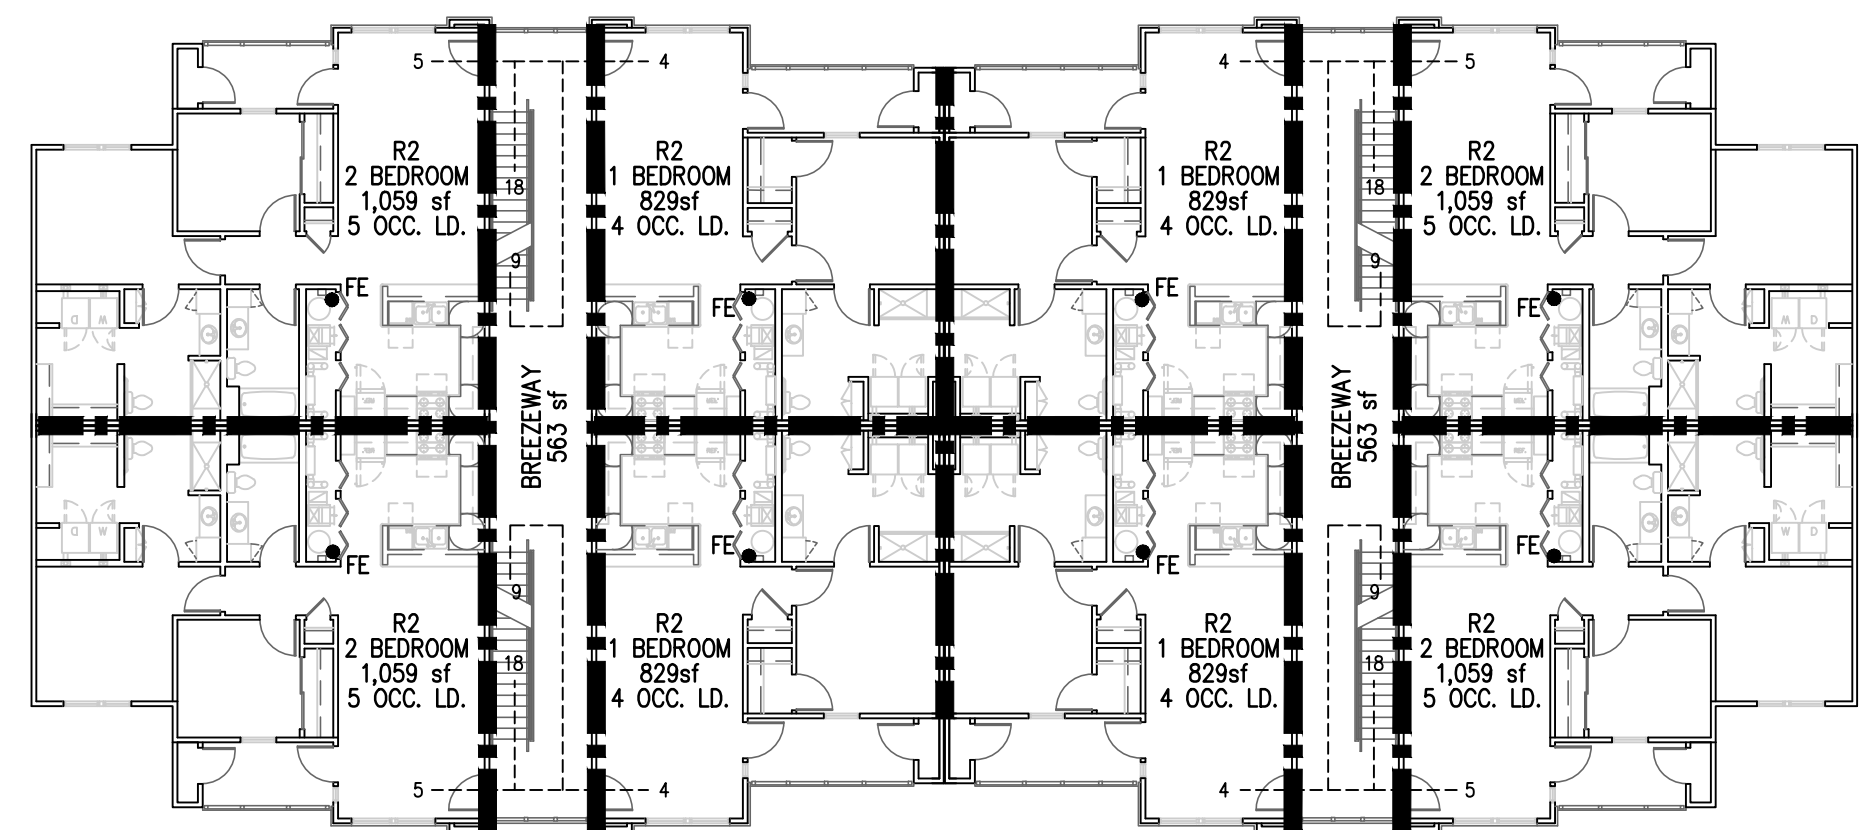 5
4
4
5
R2
2 BEDROOM
1,059 sf
5 OCC. LD.
18
9
R2
1 BEDROOM
829sf
4 OCC. LD.
R2
1 BEDROOM
829sf
4 OCC. LD.
18
9
R2
2 BEDROOM
1,059 sf
5 OCC. LD.
FE
FE
FE
FE
D
W
W
D
REF.
REF.
BREEZEWAY
563 sf
BREEZEWAY
563 sf
REF.
REF.
D
W
W
D
FE
FE
FE
FE
R2
2 BEDROOM
1,059 sf
5 OCC. LD.
9
18
R2
1 BEDROOM
829sf
4 OCC. LD.
R2
1 BEDROOM
829sf
4 OCC. LD.
9
18
R2
2 BEDROOM
1,059 sf
5 OCC. LD.
5
4
4
5